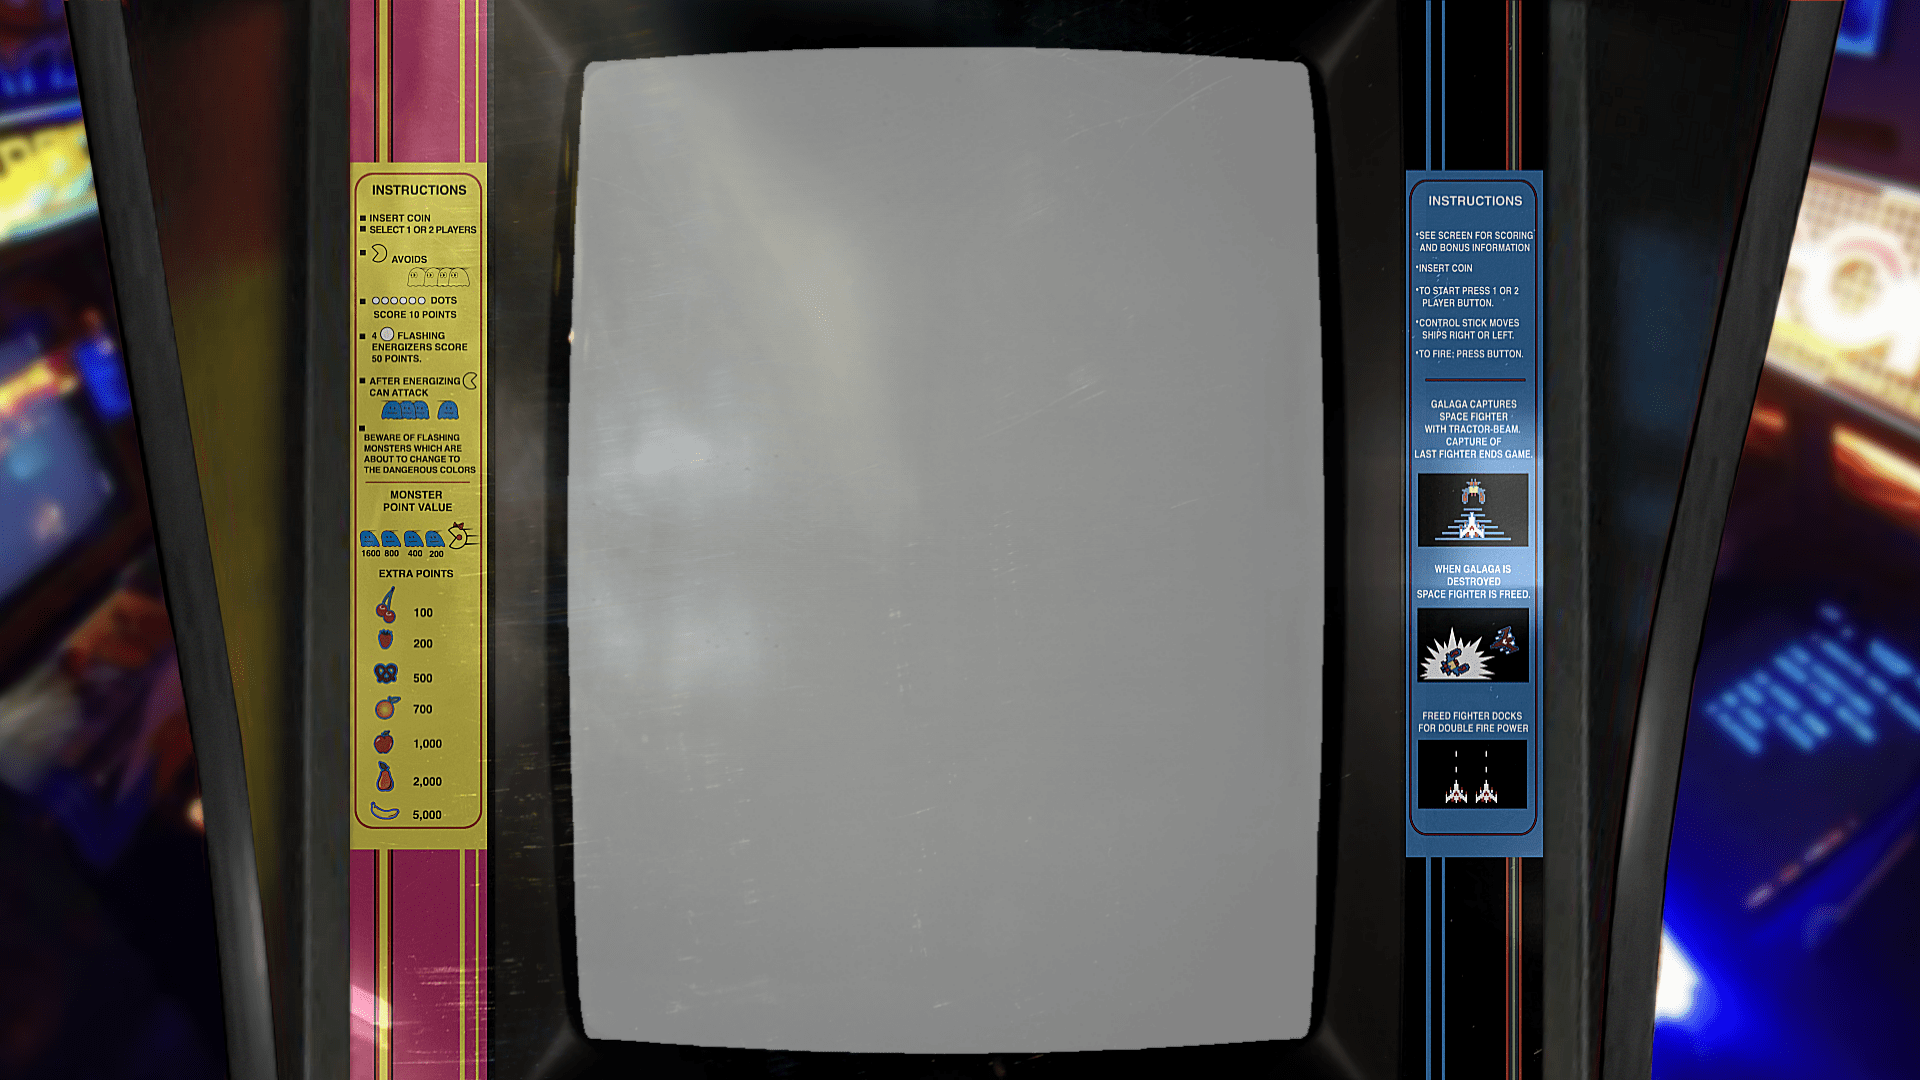 INSTRUCTIONS
INSERT COIN
SELECT 1 OR 2 PLAYERS
AVOIDS
DOTS
SCORE 10 POINTS
4 FLASHING
ENERGIZERS SCORE
50 POINTS.
AFTER ENERGIZING
CAN ATTACK
BEWARE OF FLASHING
MONSTERS WHICH ARE
ABOUT TO CHANGE TO
THE DANGEROUS COLORS
MONSTER
POINT VALUE
1600 800 400 200
EXTRA POINTS
100
200
500
700
1,000
2,000
5,000
INSTRUCTIONS
•SEE SCREEN FOR SCORING
AND BONUS INFORMATION
•INSERT COIN
•TO START PRESS 1 OR 2
PLAYER BUTTON.
•CONTROL STICK MOVES
SHIPS RIGHT OR LEFT.
•TO FIRE; PRESS BUTTON.
GALAGA CAPTURES
SPACE FIGHTER
WITH TRACTOR-BEAM.
CAPTURE OF
LAST FIGHTER ENDS GAME.
WHEN GALAGA IS
DESTROYED
SPACE FIGHTER IS FREED.
FREED FIGHTER DOCKS
FOR DOUBLE FIRE POWER